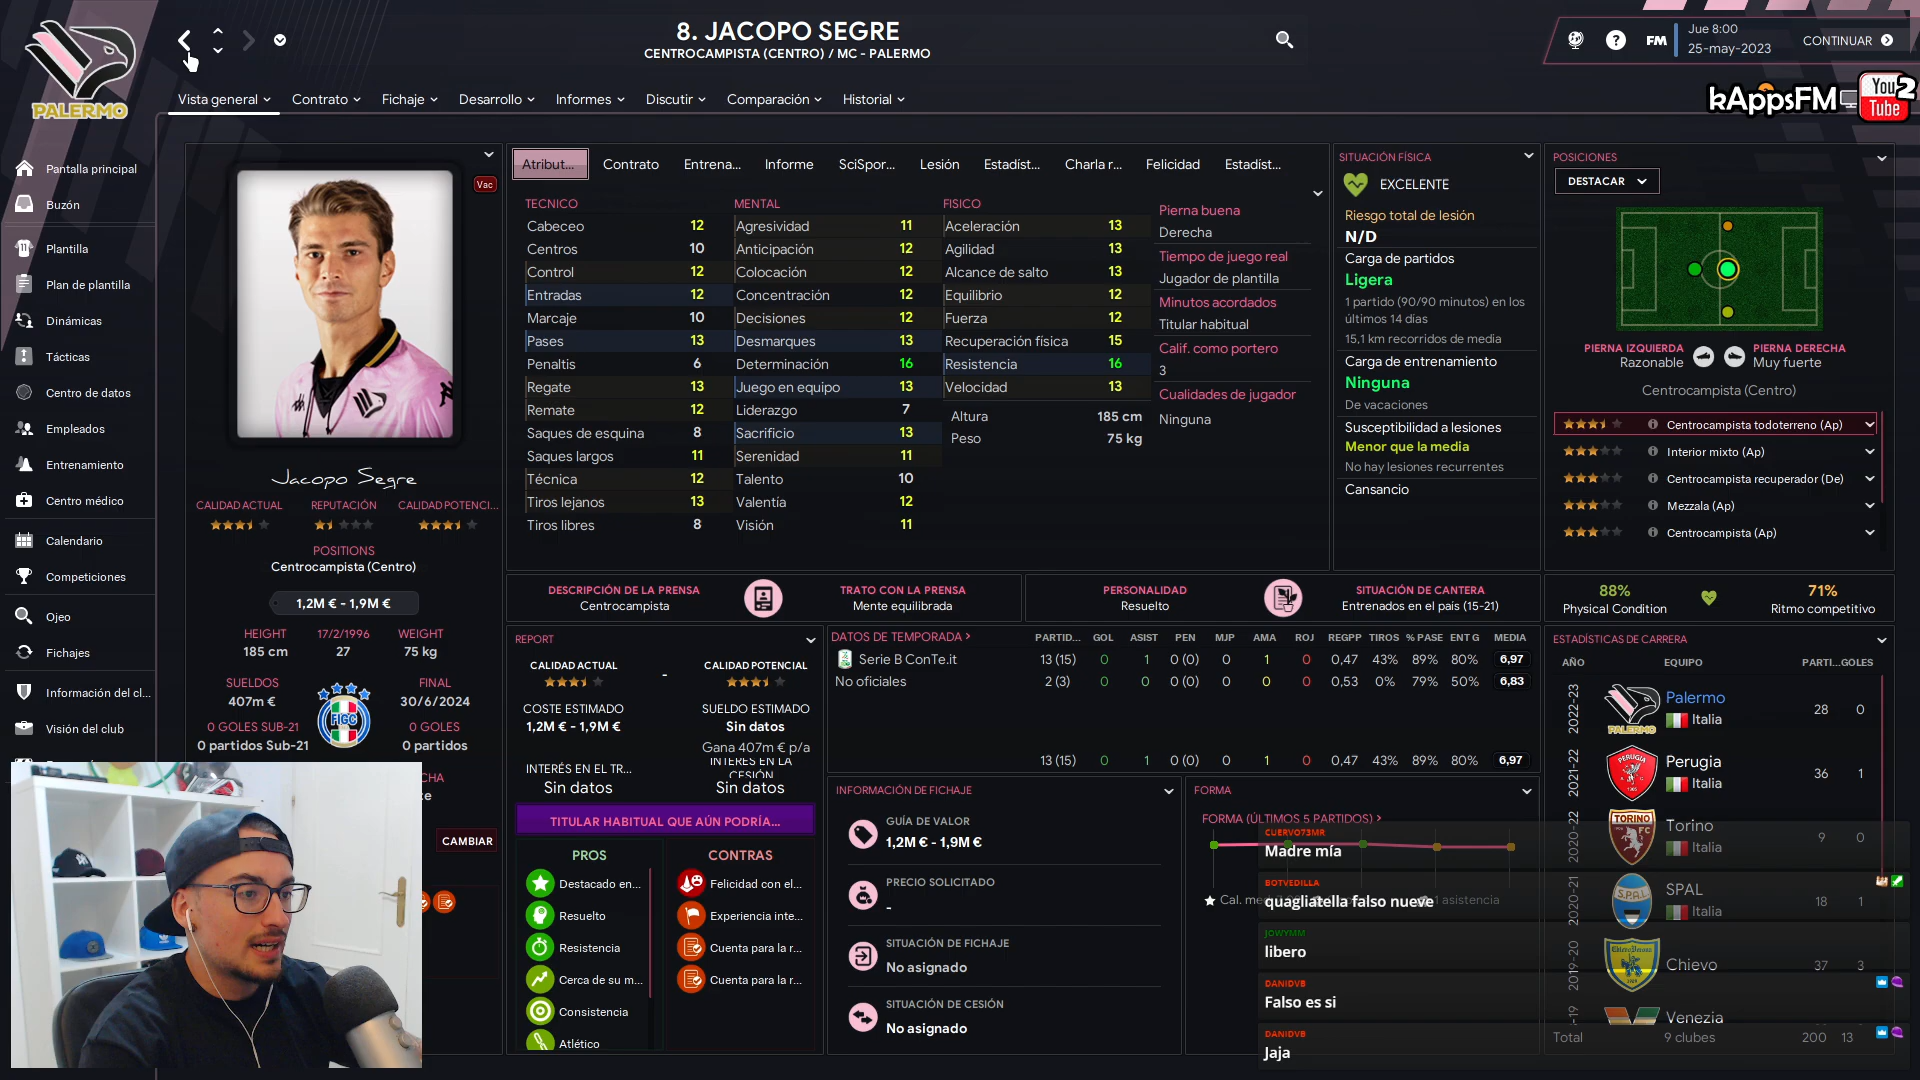 8. JACOPO SEGRE
CENTROCAMPISTA (CENTRO) / MC - PALERMO
FM
Jue 8:00
25-may-2023
CONTINUAR
PALERMO
kAppsFM
You2
Tube
Vista general
Contrato
Fichaje
Desarrollo
Informes
Discutir
Comparación
Historial
Pantalla principal
Buzón
Plantilla
Plan de plantilla
Dinámicas
Tácticas
Centro de datos
Empleados
Entrenamiento
Centro médico
Calendario
Competiciones
Ojeo
Fichajes
Información del cl...
Visión del club
Vac
Jacopo Segre
CALIDAD ACTUAL
REPUTACIÓN
CALIDAD POTENCI...
POSITIONS
Centrocampista (Centro)
1,2M € - 1,9M €
HEIGHT 17/2/1996 WEIGHT
185 cm 27 75 kg
SUELDOS FINAL
407m € 30/6/2024
FIGC
0 GOLES SUB-21 0 GOLES
0 partidos Sub-21 0 partidos
CAMBIAR
Atribut...
Contrato
Entrena...
Informe
SciSpor...
Lesión
Estadíst...
Charla r...
Felicidad
Estadíst...
TECNICO
Cabeceo 12
Centros 10
Control 12
Entradas 12
Marcaje 10
Pases 13
Penaltis 6
Regate 13
Remate 12
Saques de esquina 8
Saques largos 11
Técnica 12
Tiros lejanos 13
Tiros libres 8
MENTAL
Agresividad 11
Anticipación 12
Colocación 12
Concentración 12
Decisiones 12
Desmarques 13
Determinación 16
Juego en equipo 13
Liderazgo 7
Sacrificio 13
Serenidad 11
Talento 10
Valentía 12
Visión 11
FISICO
Aceleración 13
Agilidad 13
Alcance de salto 13
Equilibrio 12
Fuerza 12
Recuperación física 15
Resistencia 16
Velocidad 13
Altura 185 cm
Peso 75 kg
Pierna buena
Derecha
Tiempo de juego real
Jugador de plantilla
Minutos acordados
Titular habitual
Calif. como portero
3
Cualidades de jugador
Ninguna
SITUACIÓN FÍSICA
EXCELENTE
Riesgo total de lesión
N/D
Carga de partidos
Ligera
1 partido (90/90 minutos) en los
últimos 14 días
15,1 km recorridos de media
Carga de entrenamiento
Ninguna
De vacaciones
Susceptibilidad a lesiones
Menor que la media
No hay lesiones recurrentes
Cansancio
POSICIONES
DESTACAR
PIERNA IZQUIERDA
Razonable
PIERNA DERECHA
Muy fuerte
Centrocampista (Centro)
Centrocampista todoterreno (Ap)
Interior mixto (Ap)
Centrocampista recuperador (De)
Mezzala (Ap)
Centrocampista (Ap)
DESCRIPCIÓN DE LA PRENSA
Centrocampista
TRATO CON LA PRENSA
Mente equilibrada
PERSONALIDAD
Resuelto
SITUACIÓN DE CANTERA
Entrenados en el país (15-21)
88%
Physical Condition
71%
Ritmo competitivo
REPORT
CALIDAD ACTUAL
-
CALIDAD POTENCIAL
COSTE ESTIMADO
1,2M € - 1,9M €
SUELDO ESTIMADO
Sin datos
Gana 407m € p/a
INTERÉS EN EL TR...
Sin datos
INTERÉS EN LA
CESIÓN
Sin datos
TITULAR HABITUAL QUE AÚN PODRÍA...
PROS
Destacado en...
Resuelto
Resistencia
Cerca de su m...
Consistencia
Atlético
CONTRAS
Felicidad con el...
Experiencia inte...
Cuenta para la r...
Cuenta para la r...
DATOS DE TEMPORADA PARTID... GOL ASIST PEN MJP AMA ROJ REGPP TIROS % PASE ENT G MEDIA
Serie B ConTe.it 13 (15) 0 1 0 (0) 0 1 0 0,47 43% 89% 80% 6,97
No oficiales 2 (3) 0 0 0 (0) 0 0 0 0,53 0% 79% 50% 6,83
13 (15) 0 1 0 (0) 0 1 0 0,47 43% 89% 80% 6,97
INFORMACIÓN DE FICHAJE
GUÍA DE VALOR
1,2M € - 1,9M €
PRECIO SOLICITADO
-
SITUACIÓN DE FICHAJE
No asignado
SITUACIÓN DE CESIÓN
No asignado
FORMA
FORMA (ÚLTIMOS 5 PARTIDOS)
CUERVO73MR
Madre mía
BOTVEDILLA
quagliatella falso nueve
Cal. me
1 asistencia
JOWYMM
libero
DANIDVB
Falso es si
DANIDVB
Jaja
ESTADÍSTICAS DE CARRERA
AÑO EQUIPO PARTI... GOLES
2022-23 Palermo 28 0
Italia
2021-22 Perugia 36 1
Italia
2020-22 Torino 9 0
Italia
2020-21 SPAL 18 1
Italia
2019-20 Chievo 37 3
-19 Venezia
Total 9 clubes 200 13